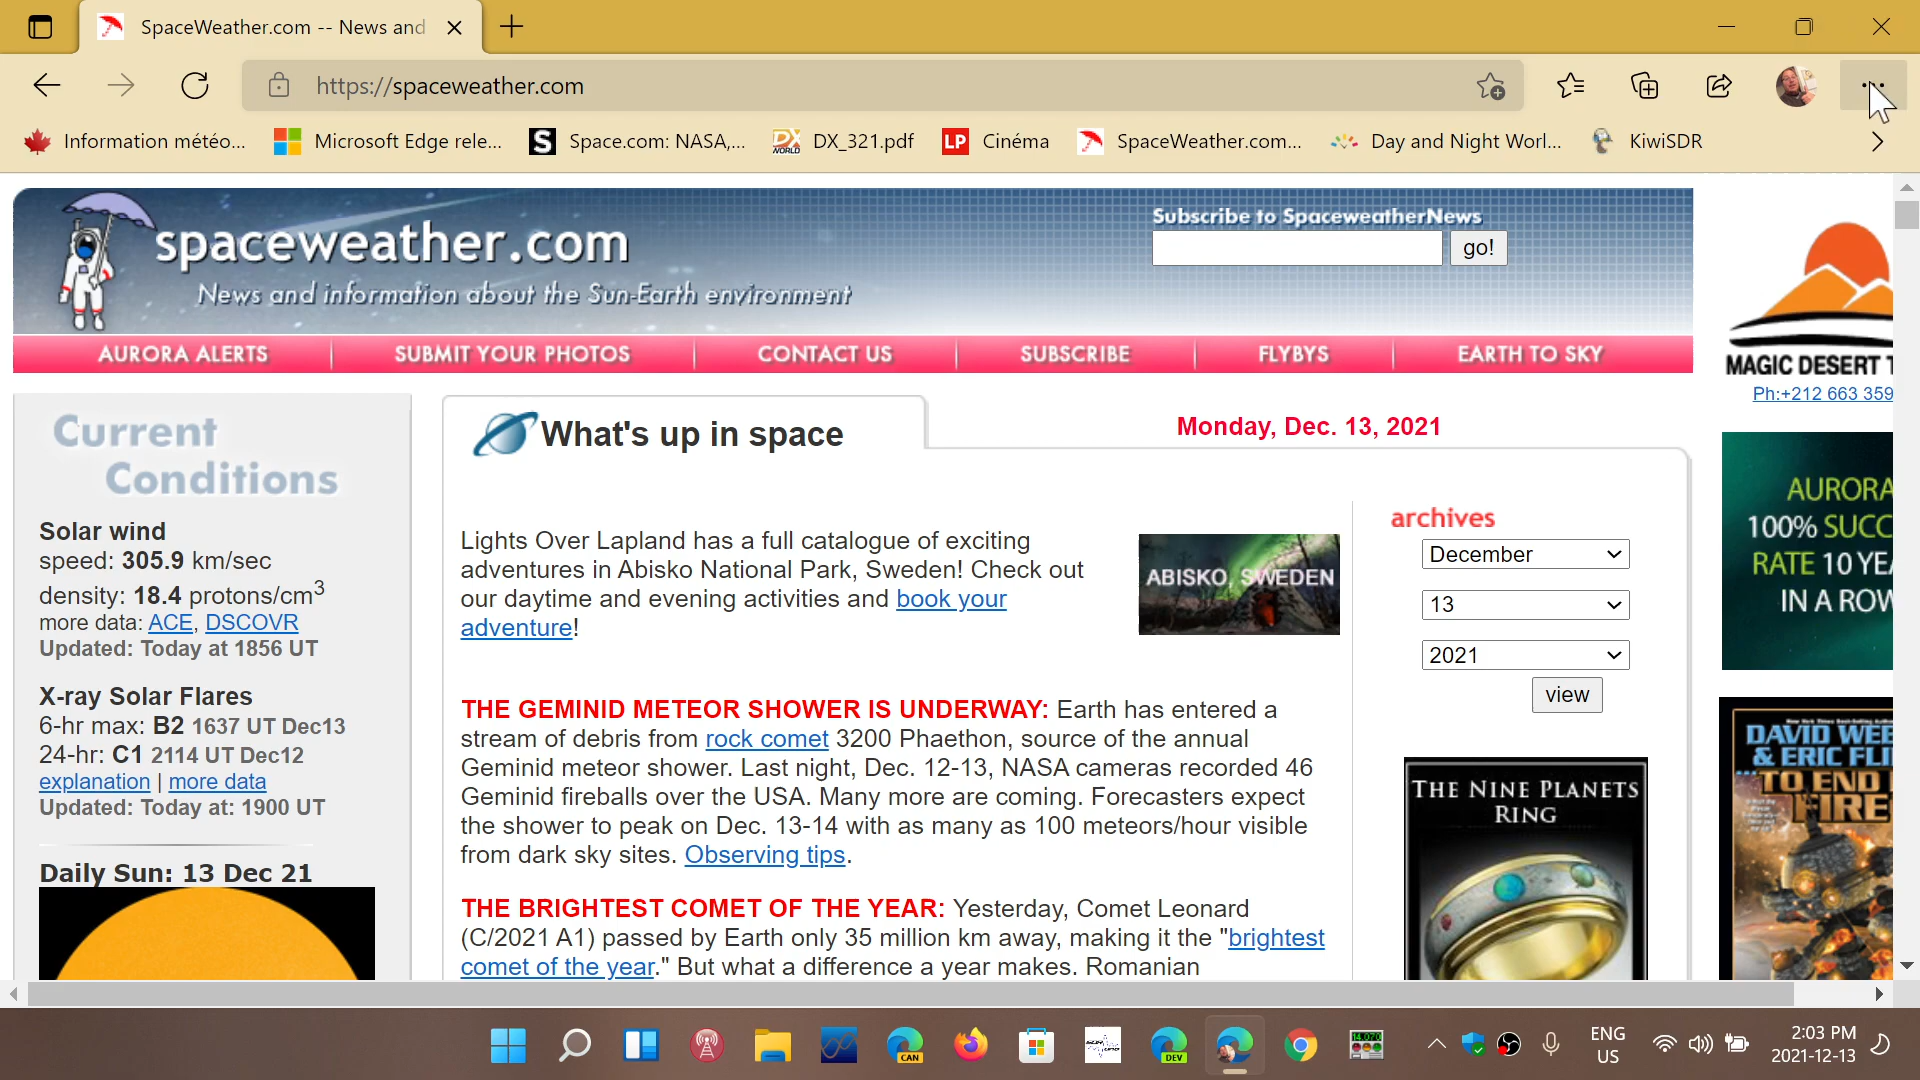 SpaceWeather.com -- News and
https://spaceweather.com
Information météo...
Microsoft Edge rele...
Space.com: NASA,...
DX WORLD
DX_321.pdf
LP
Cinéma
SpaceWeather.com...
Day and Night Worl...
KiwiSDR
spaceweather.com
News and information about the Sun-Earth environment
Subscribe to SpaceweatherNews
go!
AURORA ALERTS
SUBMIT YOUR PHOTOS
CONTACT US
SUBSCRIBE
FLYBYS
EARTH TO SKY
MAGIC DESERT T
Ph:+212 663 359
Current
Conditions
Solar wind
speed: 305.9 km/sec
density: 18.4 protons/cm3
more data: ACE, DSCOVR
Updated: Today at 1856 UT
X-ray Solar Flares
6-hr max: B2 1637 UT Dec13
24-hr: C1 2114 UT Dec12
explanation | more data
Updated: Today at: 1900 UT
Daily Sun: 13 Dec 21
What's up in space
Monday, Dec. 13, 2021
Lights Over Lapland has a full catalogue of exciting
adventures in Abisko National Park, Sweden! Check out
our daytime and evening activities and book your
adventure!
ABISKO, SWEDEN
THE GEMINID METEOR SHOWER IS UNDERWAY: Earth has entered a
stream of debris from rock comet 3200 Phaethon, source of the annual
Geminid meteor shower. Last night, Dec. 12-13, NASA cameras recorded 46
Geminid fireballs over the USA. Many more are coming. Forecasters expect
the shower to peak on Dec. 13-14 with as many as 100 meteors/hour visible
from dark sky sites. Observing tips.
THE BRIGHTEST COMET OF THE YEAR: Yesterday, Comet Leonard
(C/2021 A1) passed by Earth only 35 million km away, making it the "brightest
comet of the year." But what a difference a year makes. Romanian
archives
December
13
2021
view
THE NINE PLANETS
RING
AURORA
100% SUCC
RATE 10 YEA
IN A ROW
DAVID WEB
& ERIC FLI
TO END
FIRE
CAN
DEV
ENG
US
2:03 PM
2021-12-13